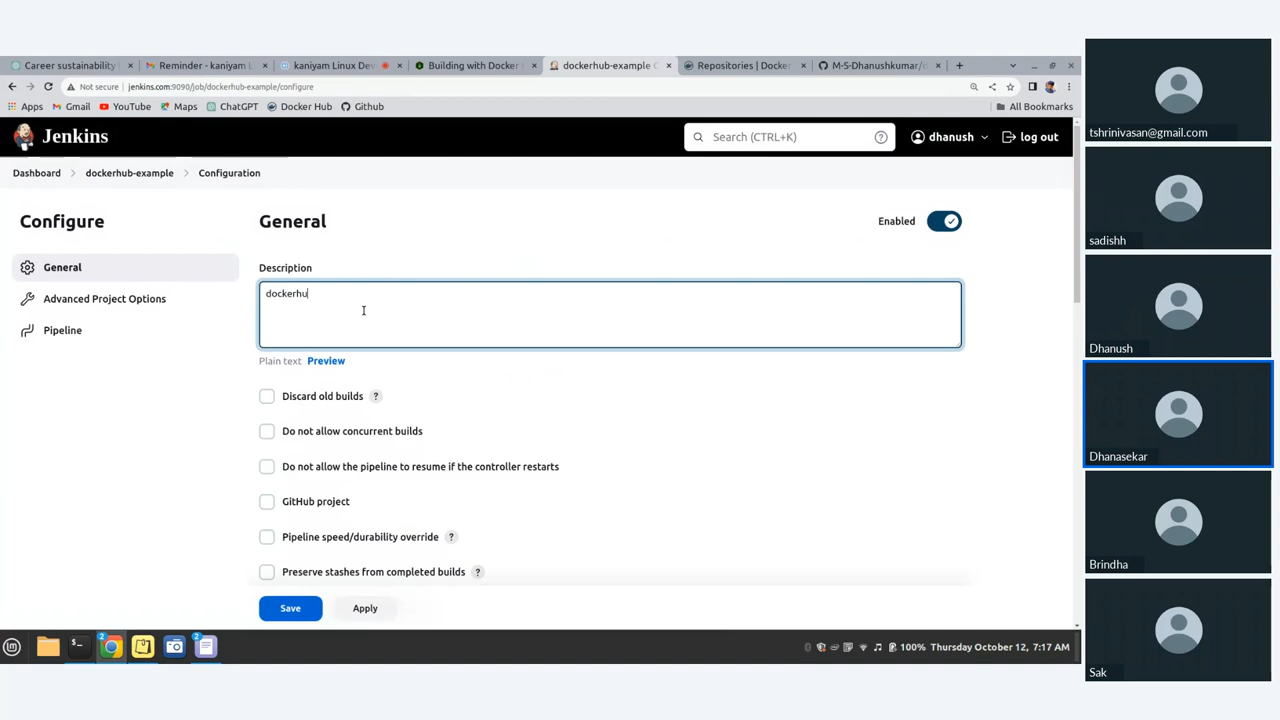 Career sustainability
Reminder - kaniyam L
kaniyam Linux Dev
Building with Docker
dockerhub-example C
Repositories | Docker
M-S-Dhanushkumar/d
Not secure
jenkins.com:9090/job/dockerhub-example/configure
Apps
Gmail
YouTube
Maps
ChatGPT
Docker Hub
Github
All Bookmarks
Jenkins
Search (CTRL+K)
?
dhanush
log out
Dashboard
dockerhub-example
Configuration
Configure
General
Advanced Project Options
Pipeline
General
Enabled
Description
dockerhu
Plain text Preview
Discard old builds ?
Do not allow concurrent builds
Do not allow the pipeline to resume if the controller restarts
GitHub project
Pipeline speed/durability override ?
Preserve stashes from completed builds ?
Save
Apply
2
2
100% Thursday October 12, 7:17 AM
tshrinivasan@gmail.com
sadishh
Dhanush
Dhanasekar
Brindha
Sak